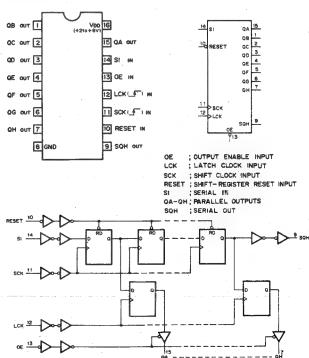 QB OUT 1 VDD (+2to+6V) 16
QC OUT 2 15 QA OUT
QD OUT 3 14 SI IN
QE OUT 4 13 OE IN
QF OUT 5 12 LCK( ) IN
QG OUT 6 11 SCK( ) IN
QH OUT 7 10 RESET IN
8 GND 9 SQH OUT
14 SI QA 15
10 RESET QB 1
QC 2
QD 3
QE 4
QF 5
QG 6
QH 7
11 SCK
12 LCK SQH 9
OE
13
OE ; OUTPUT ENABLE INPUT
LCK ; LATCH CLOCK INPUT
SCK ; SHIFT CLOCK INPUT
RESET ; SHIFT-REGISTER RESET INPUT
SI ; SERIAL IN
QA-QH ; PARALLEL OUTPUTS
SQH ; SERIAL OUT
RESET 10
RD RD RD
SI 14 D Q D Q D Q 9 SQH
SCK 11
D Q D Q
LCK 12
OE 13
15 7
QA QH